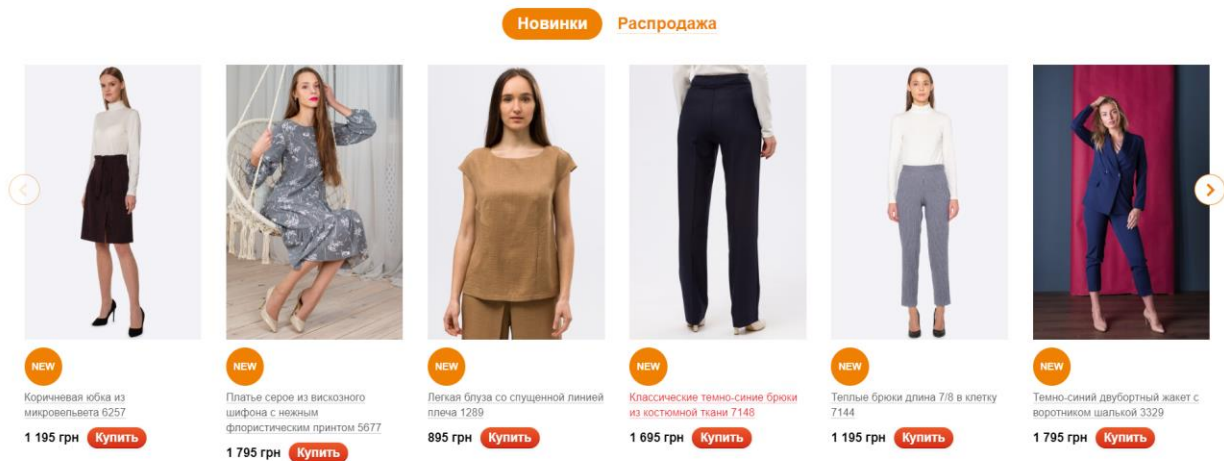 Новинки Распродажа
NEW
Коричневая юбка из
микровельвета 6257
1 195 грн Купить
NEW
Платье серое из вискозного
шифона с нежным
флористическим принтом 5677
1 795 грн Купить
NEW
Легкая блуза со спущенной линией
плеча 1289
895 грн Купить
NEW
Классические темно-синие брюки
из костюмной ткани 7148
1 695 грн Купить
NEW
Теплые брюки длина 7/8 в клетку
7144
1 195 грн Купить
NEW
Темно-синий двубортный жакет с
воротником шалькой 3329
1 795 грн Купить